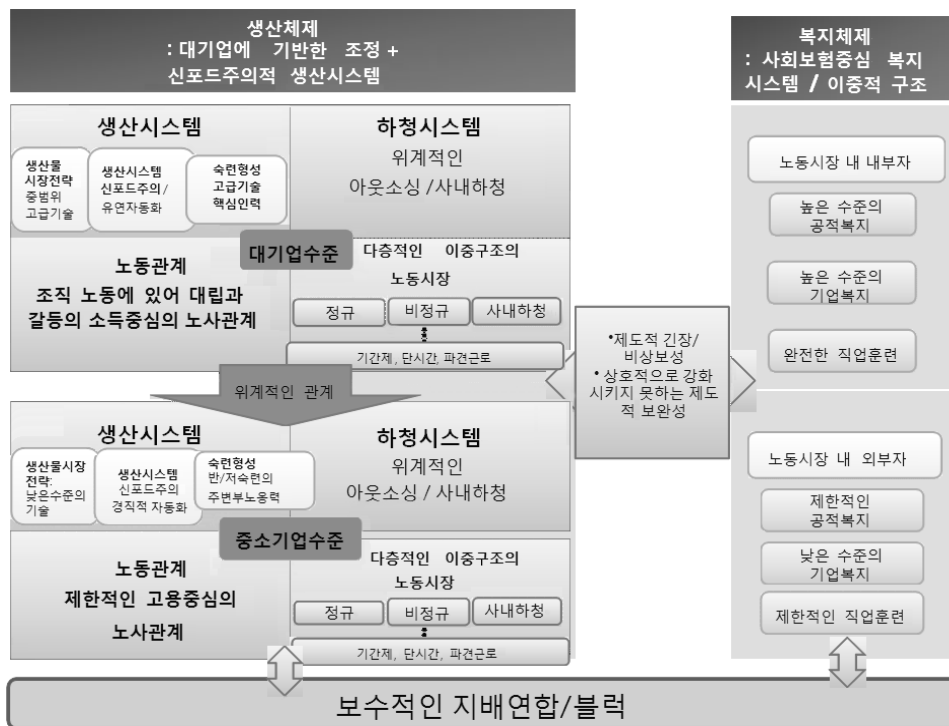 생산체제
: 대기업에 기반한 조정 +
신포드주의적 생산시스템
복지체제
: 사회보험중심 복지
시스템 / 이중적 구조
생산시스템
생산물
시장전략
중범위
고급기술
생산시스템
신포드주의/
유연자동화
숙련형성
고급기술
핵심인력
하청시스템
위계적인
아웃소싱 /사내하청
대기업수준
노동관계
조직 노동에 있어 대립과
갈등의 소득중심의 노사관계
다층적인 이중구조의
노동시장
정규
비정규
사내하청
기간제, 단시간, 파견근로
위계적인 관계
생산시스템
생산물시장
전략:
낮은수준의
기술
생산시스템
신포드주의
경직적 자동화
숙련형성
반/저숙련의
주변부노옹력
하청시스템
위계적인
아웃소싱 / 사내하청
중소기업수준
노동관계
제한적인 고용중심의
노사관계
다층적인 이중구조의
노동시장
정규
비정규
사내하청
기간제, 단시간, 파견근로
•제도적 긴장/
비상보성
• 상호적으로 강화
시키지 못하는 제도
적 보완성
노동시장 내 내부자
높은 수준의
공적복지
높은 수준의
기업복지
완전한 직업훈련
노동시장 내 외부자
제한적인
공적복지
낮은 수준의
기업복지
제한적인 직업훈련
보수적인 지배연합/블럭